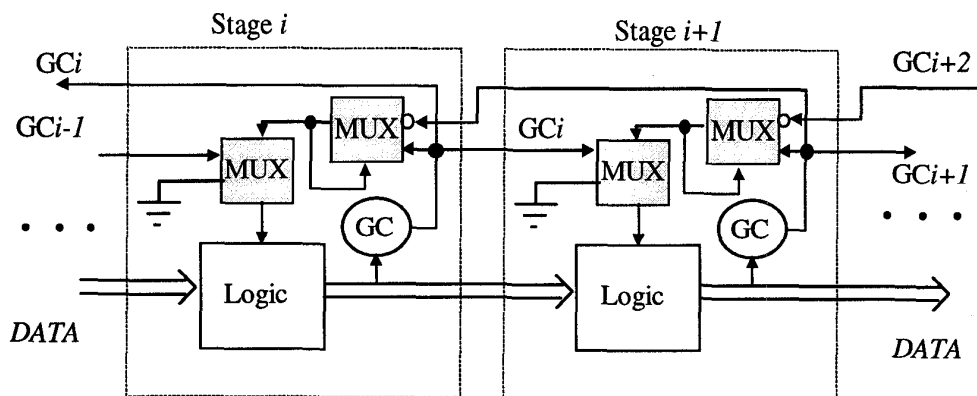 Stage i
Stage i+1
GCi
GCi+2
GCi-1
MUX
GCi
MUX
MUX
MUX
GCi+1
GC
GC
. . .
. . .
Logic
Logic
DATA
DATA